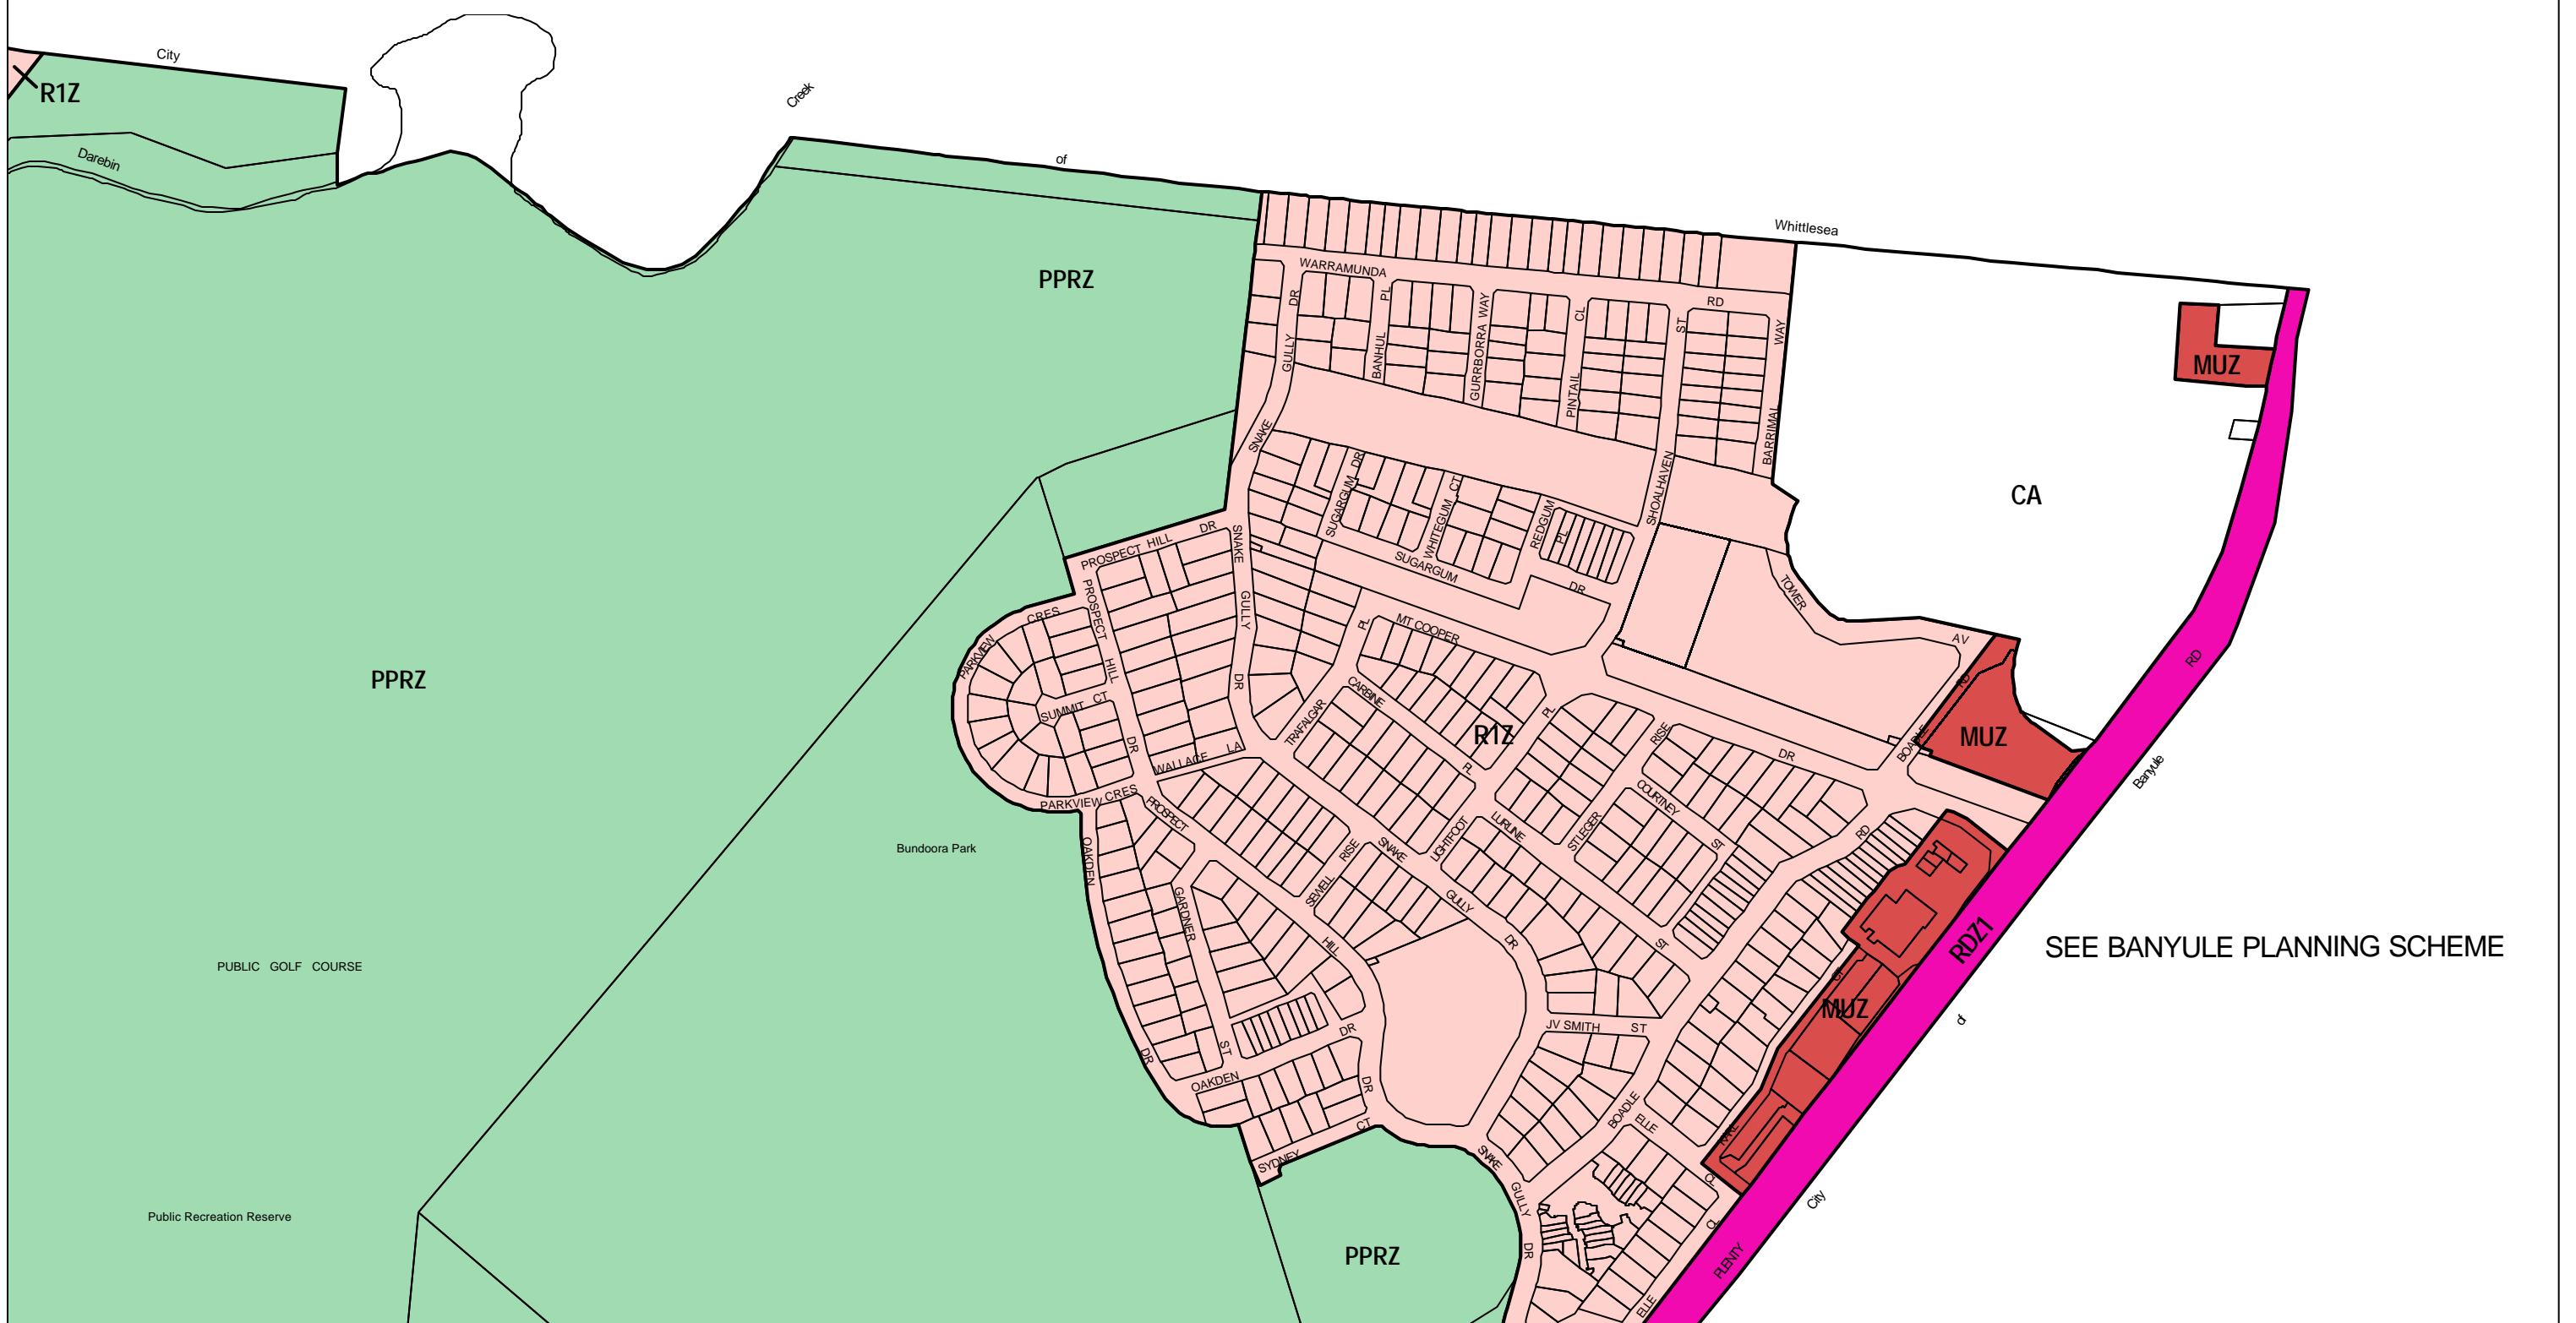 City
R1Z
Darebin
Creek
of
Whittlesea
PPRZ
WARRAMUNDA
RD
DR
GULLY
SNAKE
PL
BANHUL
GURRBORRA WAY
CL
PINTAIL
ST
SHOALHAVEN
WAY
BARRIMAL
MUZ
CA
SUGARGUM DR
WHITEGUM CT
REDGUM
PL
SUGARGUM
DR
PROSPECT HILL DR
SNAKE
GULLY
DR
PROSPECT
HILL
DR
CRES
PARKVIEW
SUMMIT CT
WALLACE LA
PARKVIEW CRES
PL
TRAFALGAR
MT COOPER
DR
TOWER
AV
RD
BOADLE
RD
MUZ
RD
PPRZ
CARBINE
PL
R1Z
PL
LIGHTFOOT
RISE
ST LEGER
COURTNEY
ST
LURLINE
ST
PROSPECT
HILL
DR
OAKDEN
DR
GARDNER
ST
RISE
SEWELL
SNAKE
GULLY
DR
Bundoora Park
PUBLIC GOLF COURSE
Public Recreation Reserve
Banyule
RDZ1
SEE BANYULE PLANNING SCHEME
MUZ
CT
of
JV SMITH ST
OAKDEN
DR
SYDNEY
CT
BOADLE
ELLE
SNAKE
GULLY
DR
City
PLENTY
ELLE
PPRZ